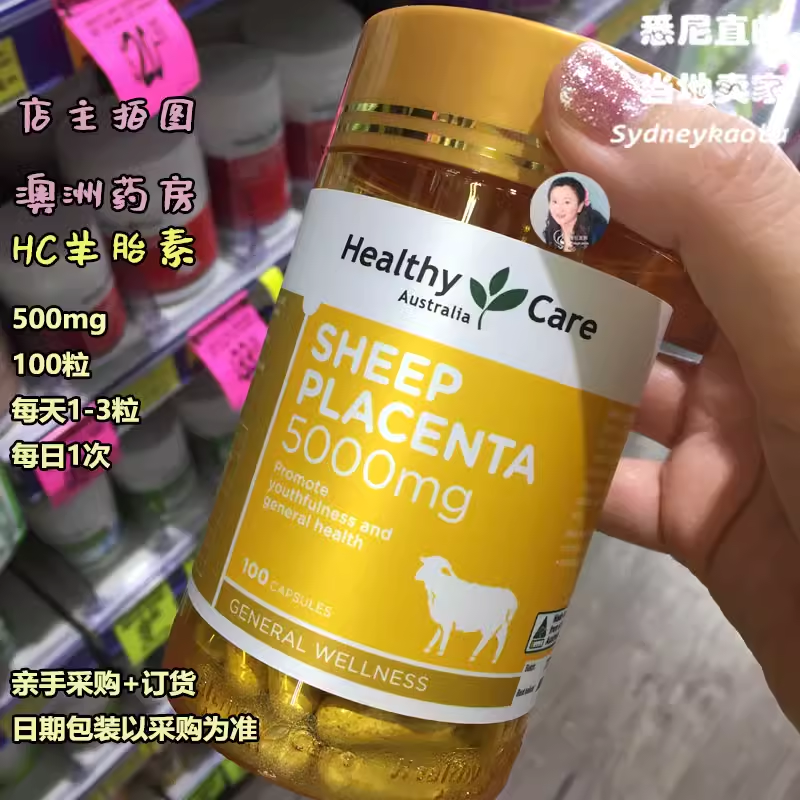 悉尼直邮
当地卖家
Sydneykaola
店主拍图
澳洲药房
HC羊胎素
500mg
100粒
每天1-3粒
每日1次
Healthy Care
Australia
SHEEP
PLACENTA
5000mg
Promote
youthfulness and
general health
100 CAPSULES
GENERAL WELLNESS
Healthy
亲手采购+订货
日期包装以采购为准